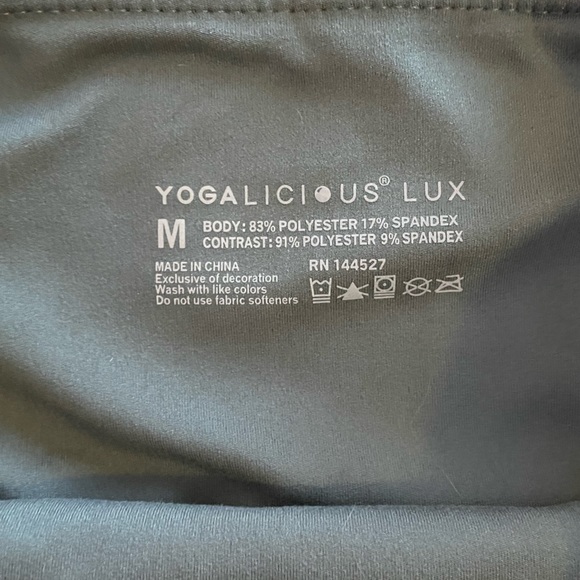 YOGALICIOUS® LUX
M
BODY: 83% POLYESTER 17% SPANDEX
CONTRAST: 91% POLYESTER 9% SPANDEX
MADE IN CHINA
Exclusive of decoration
Wash with like colors
Do not use fabric softeners
RN 144527